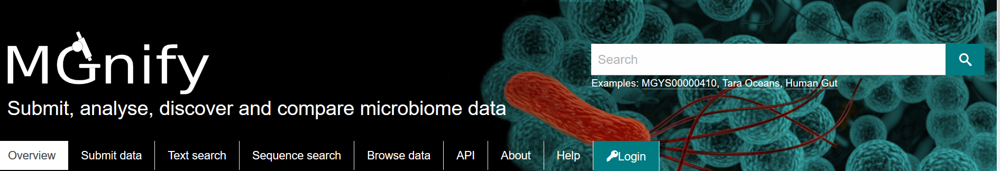 MGnify
Search
Examples: MGYS00000410, Tara Oceans, Human Gut
Submit, analyse, discover and compare microbiome data
Overview Submit data Text search Sequence search Browse data API About Help Login